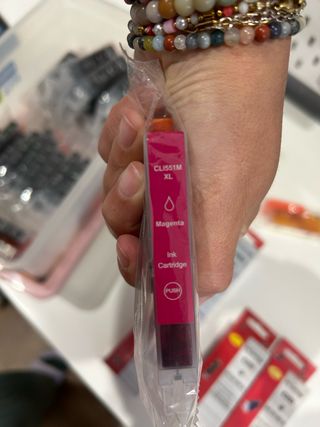 CLI551M
XL
Magenta
Ink
Cartridge
PUSH